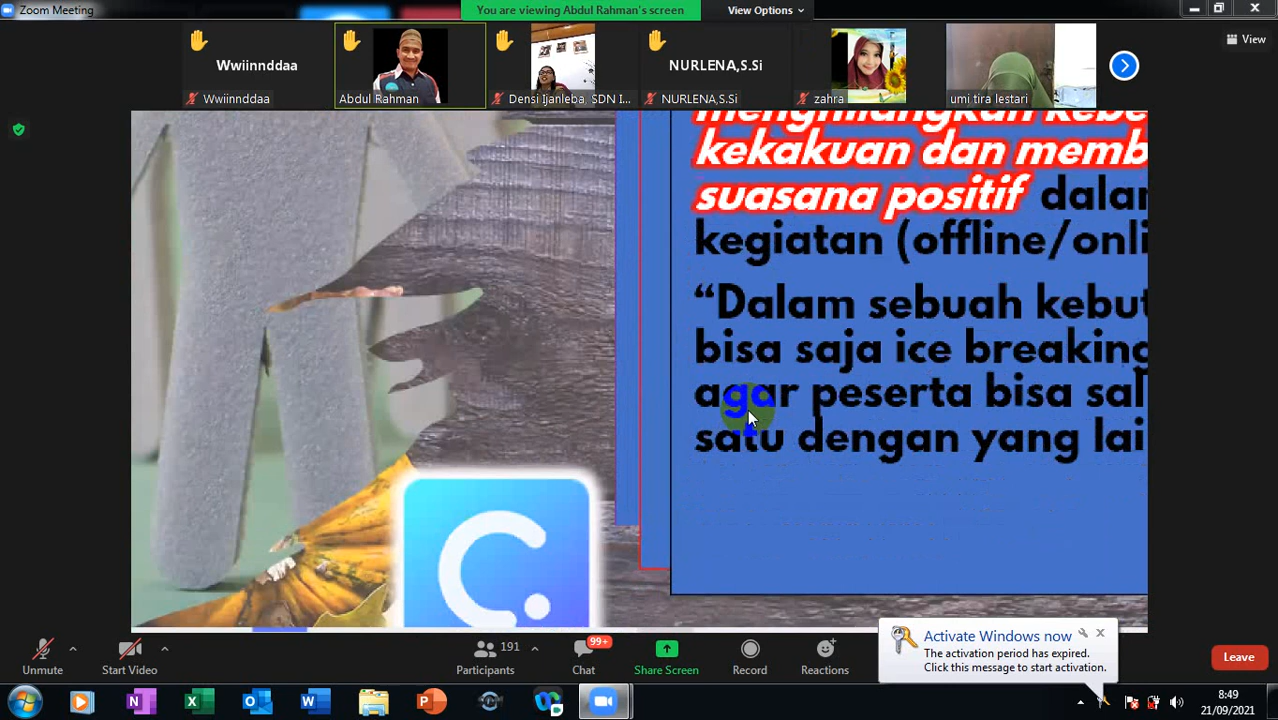 Zoom Meeting
You are viewing Abdul Rahman's screen
View Options
View
Wwiinnddaa
NURLENA,S.Si
Wwiinnddaa
Abdul Rahman
Densi Ijanleba, SDN I...
NURLENA,S.Si
zahra
umi tira lestari
kekakuan dan memb
suasana positif dalam
kegiatan (offline/onli
“Dalam sebuah kebut
bisa saja ice breaking
agar peserta bisa sal
satu dengan yang lai
Activate Windows now
The activation period has expired.
Click this message to start activation.
Unmute
Start Video
191
Participants
99+
Chat
Share Screen
Record
Reactions
Leave
8:49
21/09/2021